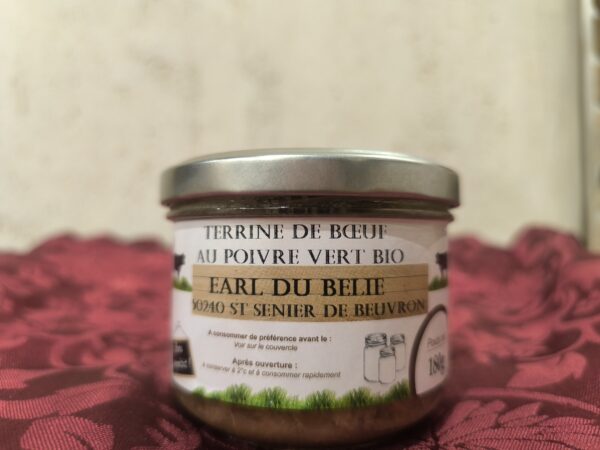 TERRINE DE BŒUF
AU POIVRE VERT BIO
EARL DU BELIE
50240 ST SENIER DE BEUVRON
A consommer de préférence avant le :
Voir sur le couvercle
Après ouverture :
A conserver à 2°c et à consommer rapidement
180g